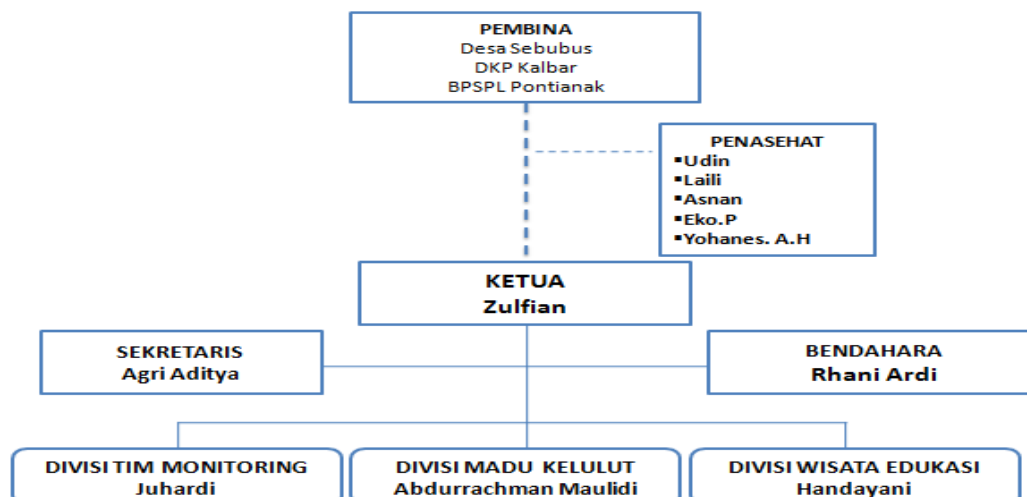 PEMBINA
Desa Sebubus
DKP Kalbar
BPSPL Pontianak
PENASEHAT
▪Udin
▪Laili
▪Asnan
▪Eko.P
▪Yohanes. A.H
KETUA
Zulfian
SEKRETARIS
Agri Aditya
BENDAHARA
Rhani Ardi
DIVISI TIM MONITORING
Juhardi
DIVISI MADU KELULUT
Abdurrachman Maulidi
DIVISI WISATA EDUKASI
Handayani